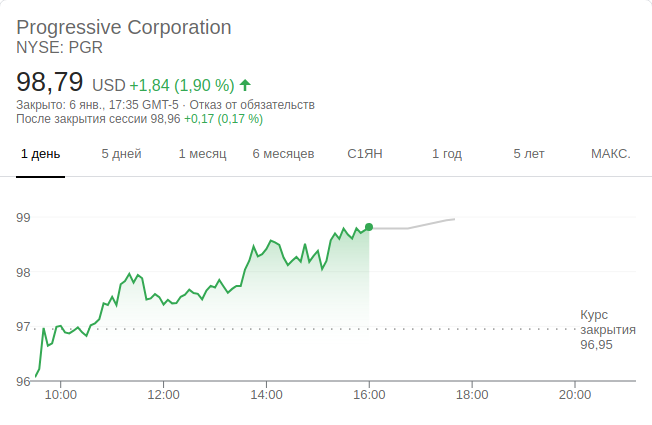 Progressive Corporation
NYSE: PGR
98,79 USD +1,84 (1,90 %)
Закрыто: 6 янв., 17:35 GMT-5 · Отказ от обязательств
После закрытия сессии 98,96 +0,17 (0,17 %)
1 день 5 дней 1 месяц 6 месяцев С1ЯН 1 год 5 лет МАКС.
99
98
97
96
Курс
закрытия
96,95
10:00 12:00 14:00 16:00 18:00 20:00